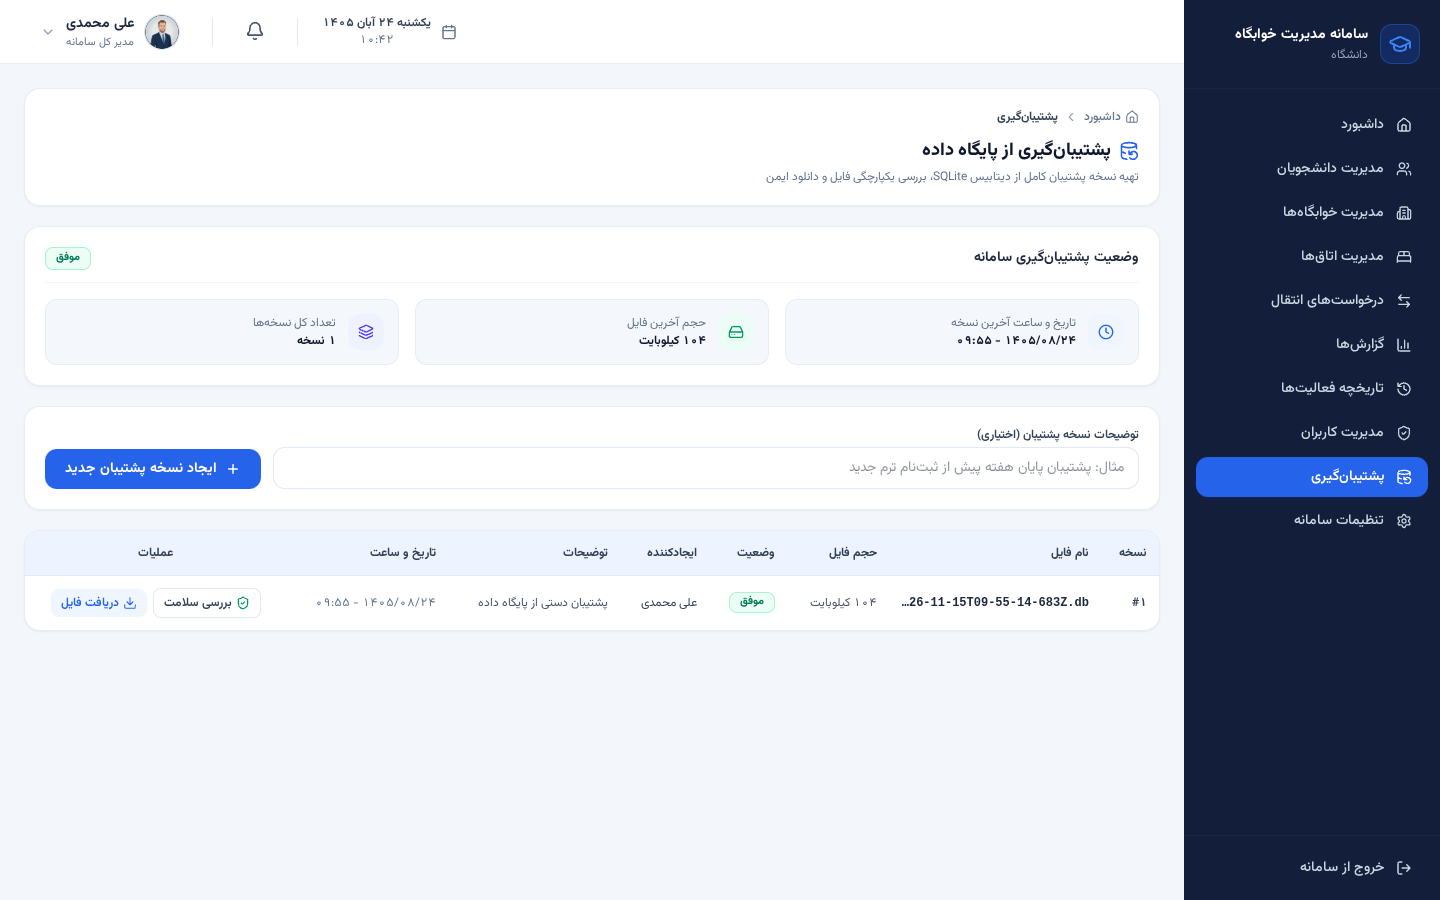 سامانه مدیریت خوابگاه
دانشگاه
داشبورد
مدیریت دانشجویان
مدیریت خوابگاه‌ها
مدیریت اتاق‌ها
درخواست‌های انتقال
گزارش‌ها
تاریخچه فعالیت‌ها
مدیریت کاربران
پشتیبان‌گیری
تنظیمات سامانه
خروج از سامانه
یکشنبه ۲۴ آبان ۱۴۰۵
۱۰:۴۲
علی محمدی
مدیر کل سامانه
داشبورد
پشتیبان‌گیری
پشتیبان‌گیری از پایگاه داده
تهیه نسخه پشتیبان کامل از دیتابیس SQLite، بررسی یکپارچگی فایل و دانلود ایمن
وضعیت پشتیبان‌گیری سامانه
موفق
تاریخ و ساعت آخرین نسخه
۱۴۰۵/۰۸/۲۴ - ۰۹:۵۵
حجم آخرین فایل
۱۰۴ کیلوبایت
تعداد کل نسخه‌ها
۱ نسخه
توضیحات نسخه پشتیبان (اختیاری)
مثال: پشتیبان پایان هفته پیش از ثبت‌نام ترم جدید
ایجاد نسخه پشتیبان جدید
نسخه نام فایل حجم فایل وضعیت ایجادکننده توضیحات تاریخ و ساعت عملیات
#۱ …26-11-15T09-55-14-683Z.db ۱۰۴ کیلوبایت موفق علی محمدی پشتیبان دستی از پایگاه داده ۱۴۰۵/۰۸/۲۴ - ۰۹:۵۵ بررسی سلامت دریافت فایل